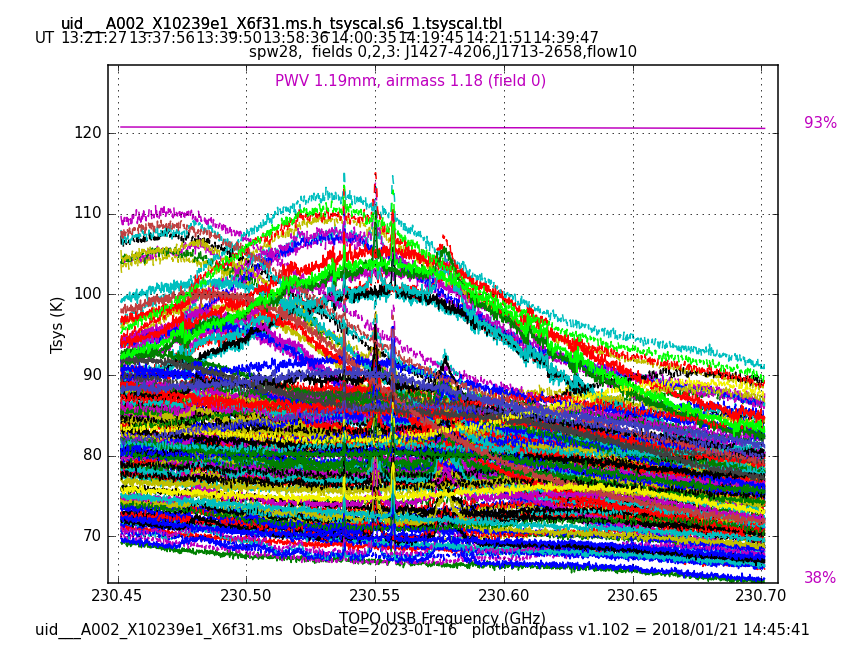 uid___A002_X10239e1_X6f31.ms.h_tsyscal.s6_1.tsyscal.tbl
UT 13:21:27 13:37:56 13:39:50 13:58:36 14:00:35 14:19:45 14:21:51 14:39:47
spw28, fields 0,2,3: J1427-4206,J1713-2658,flow10
PWV 1.19mm, airmass 1.18 (field 0)
93%
120
110
100
90
80
70
Tsys (K)
38%
230.45 230.50 230.55 230.60 230.65 230.70
TOPO USB Frequency (GHz)
uid___A002_X10239e1_X6f31.ms ObsDate=2023-01-16 plotbandpass v1.102 = 2018/01/21 14:45:41